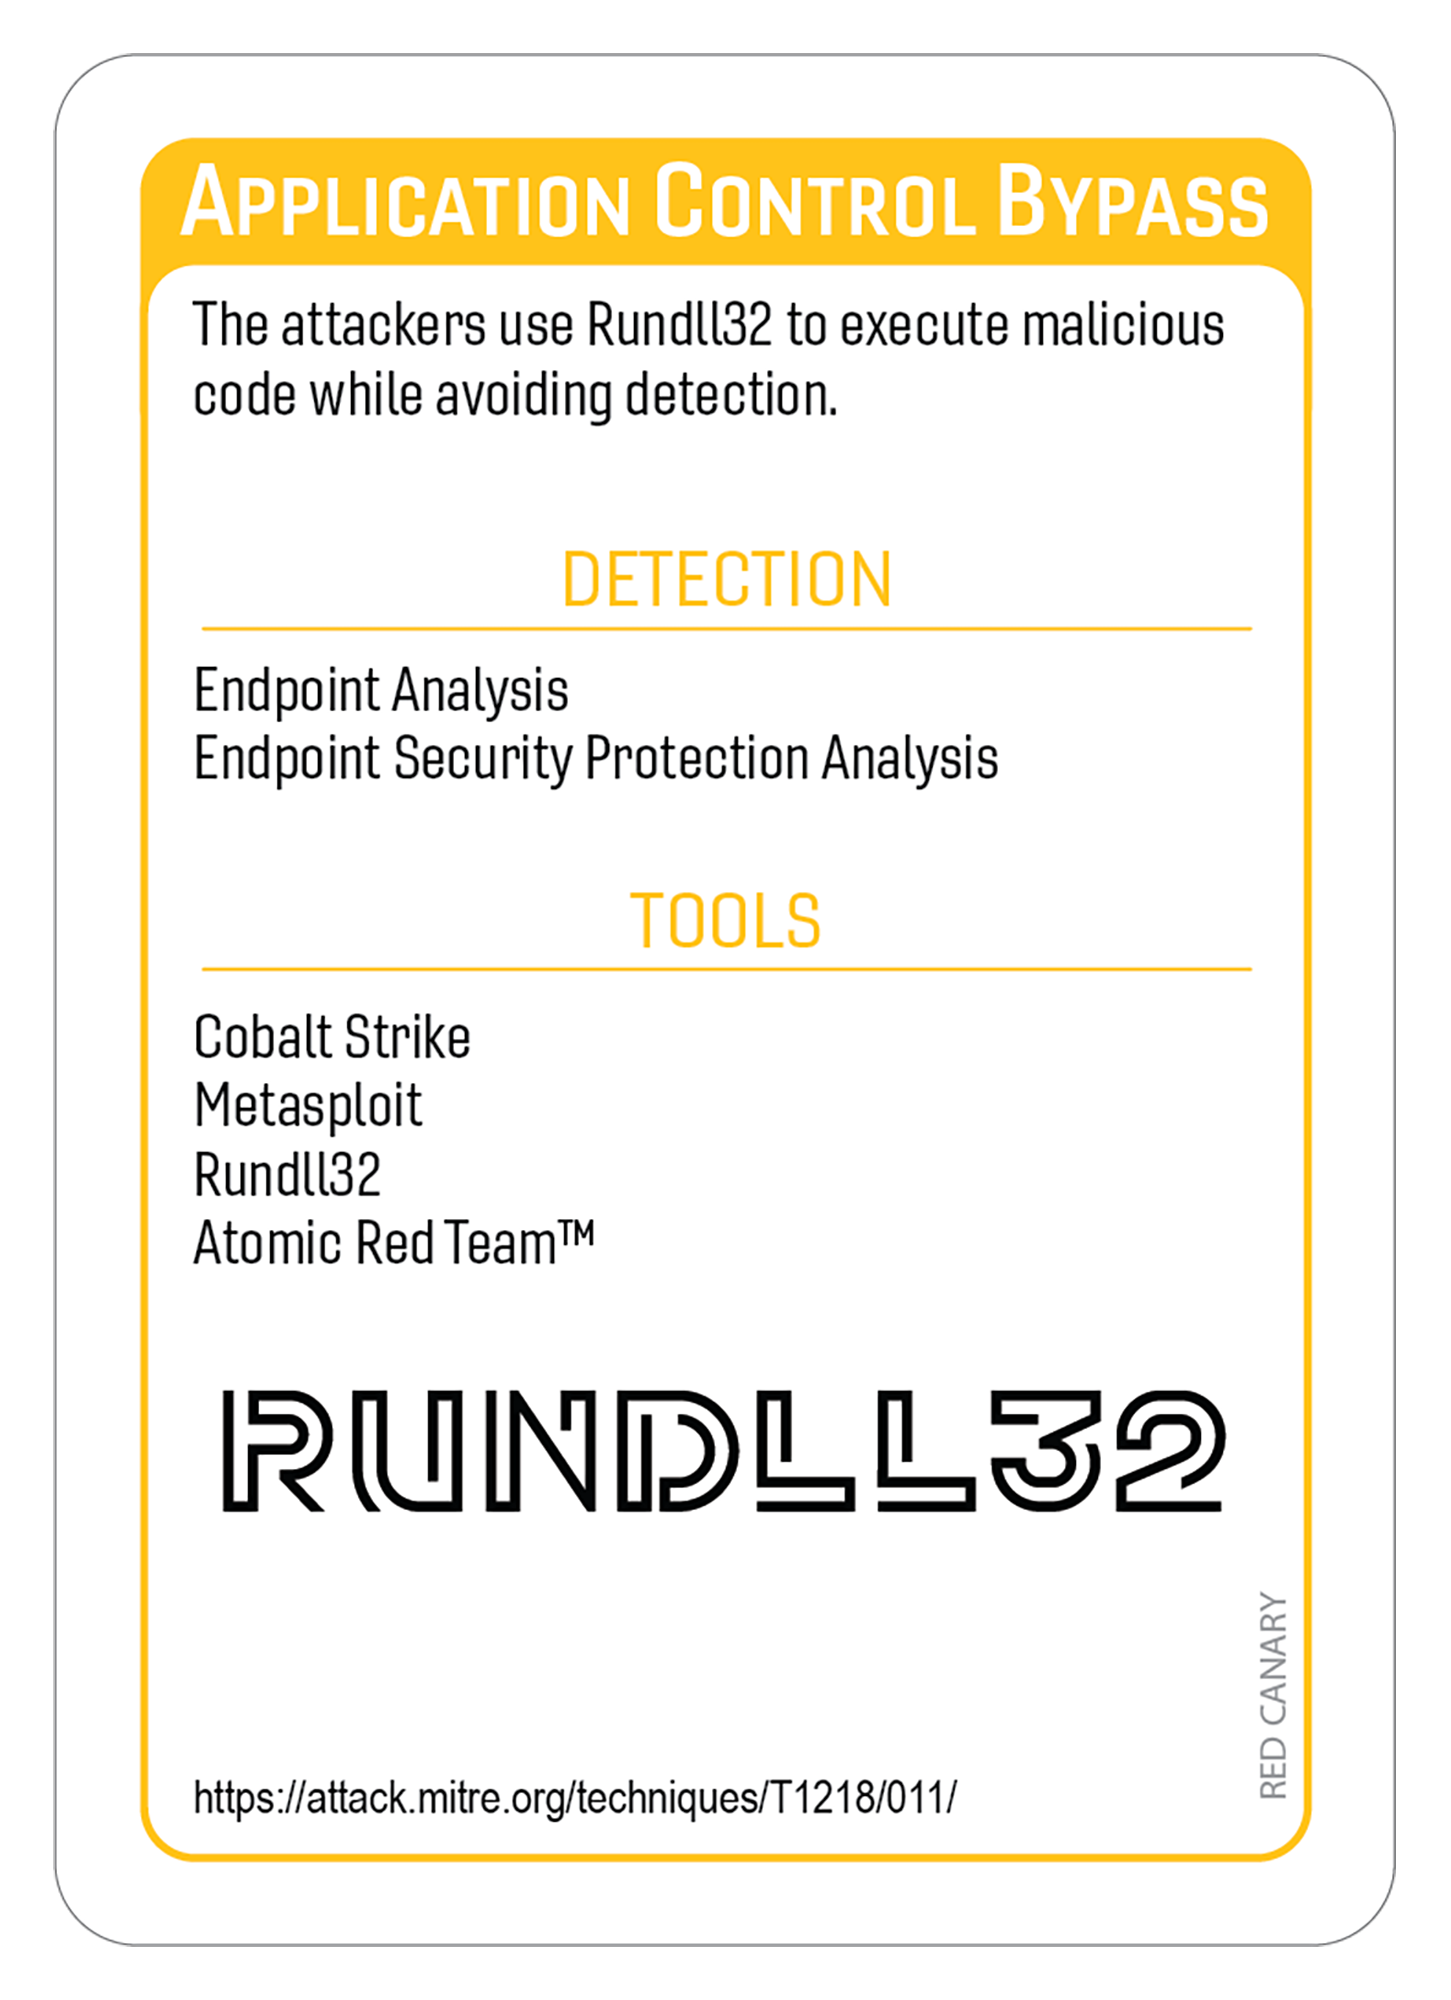 Application Control Bypass
The attackers use Rundll32 to execute malicious
code while avoiding detection.
DETECTION
Endpoint Analysis
Endpoint Security Protection Analysis
TOOLS
Cobalt Strike
Metasploit
Rundll32
Atomic Red Team™
RUNDLL32
RED CANARY
https://attack.mitre.org/techniques/T1218/011/